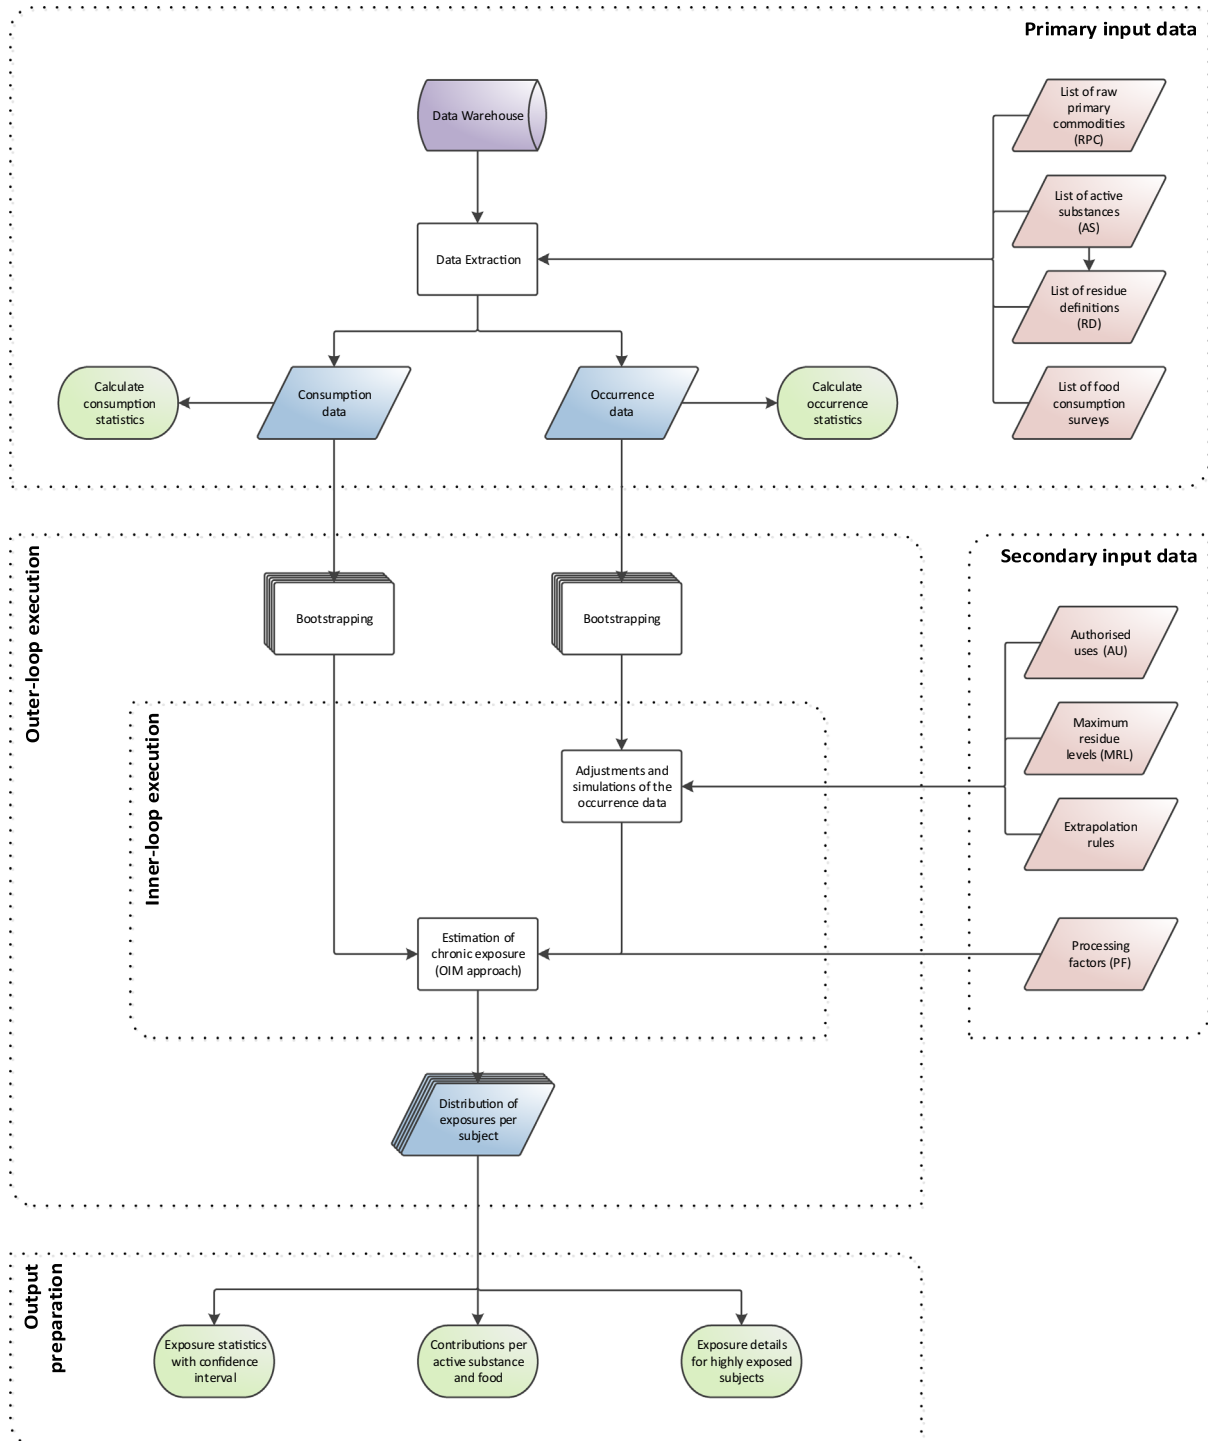 Primary input data
Data Warehouse
List of raw
primary
commodities
(RPC)
List of active
substances
(AS)
Data Extraction
List of residue
definitions
(RD)
Calculate
consumption
statistics
Consumption
data
Occurrence
data
Calculate
occurrence
statistics
List of food
consumption
surveys
Outer-loop execution
Secondary input data
Bootstrapping
Bootstrapping
Authorised
uses (AU)
Inner-loop execution
Maximum
residue
levels (MRL)
Adjustments and
simulations of the
occurrence data
Extrapolation
rules
Estimation of
chronic exposure
(OIM approach)
Processing
factors (PF)
Distribution of
exposures per
subject
Output
preparation
Exposure statistics
with confidence
interval
Contributions per
active substance
and food
Exposure details
for highly exposed
subjects